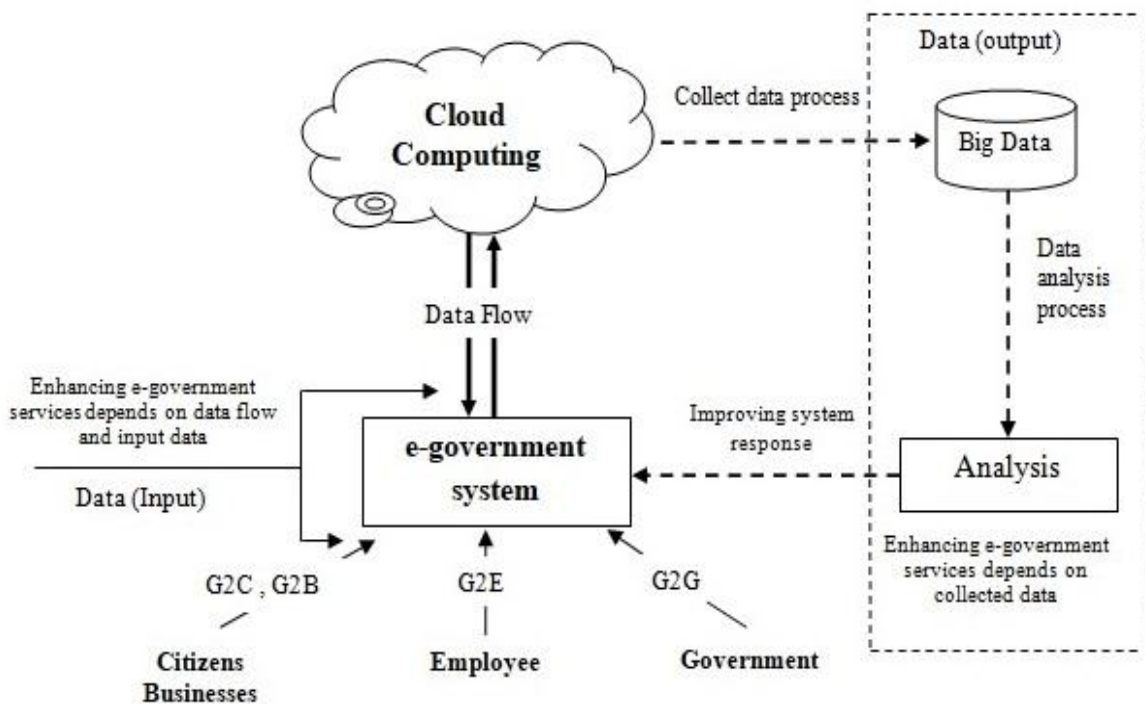 Data (output)
Cloud
Computing
Collect data process
Big Data
Data
analysis
process
Data Flow
Enhancing e-government
services depends on data flow
and input data
Data (Input)
e-government
system
Improving system
response
Analysis
Enhancing e-government
services depends on
collected data
G2C , G2B
G2E
G2G
Citizens
Businesses
Employee
Government